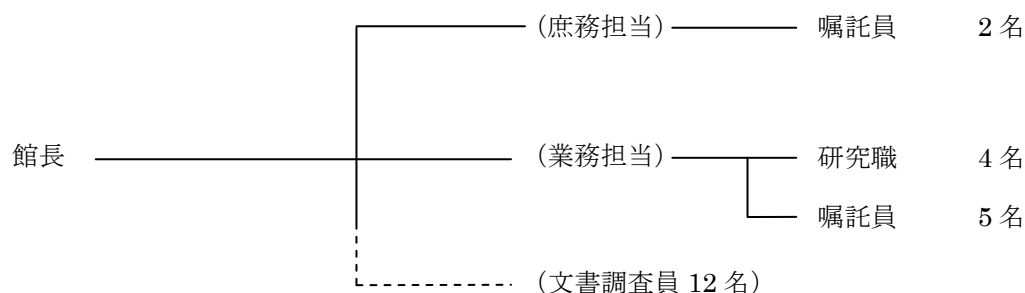 (庶務担当) 嘱託員 2名
館長 (業務担当) 研究職 4名
嘱託員 5名
(文書調査員 12名)